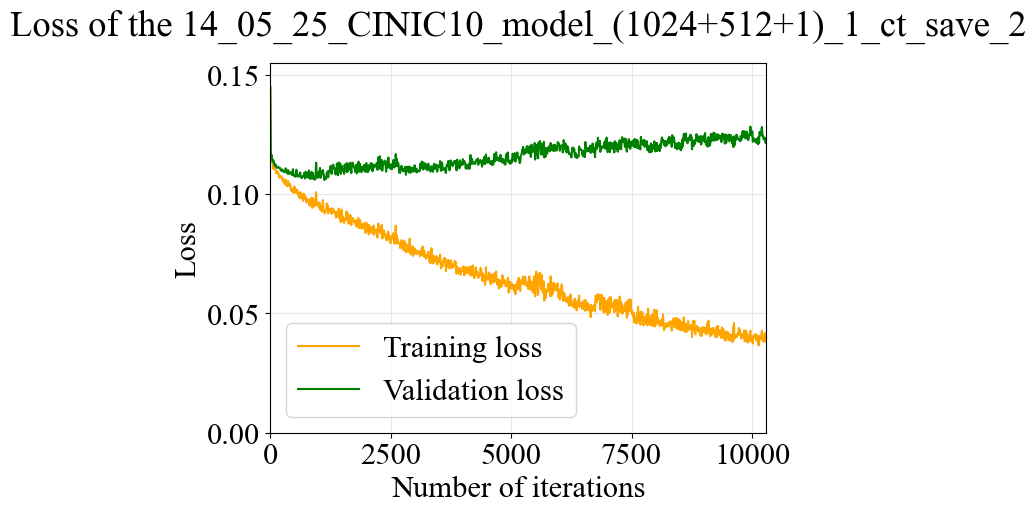 Loss of the 14_05_25_CINIC10_model_(1024+512+1)_1_ct_save_2
0.15
0.10
0.05
0.00
Loss
Training loss
Validation loss
0 2500 5000 7500 10000
Number of iterations